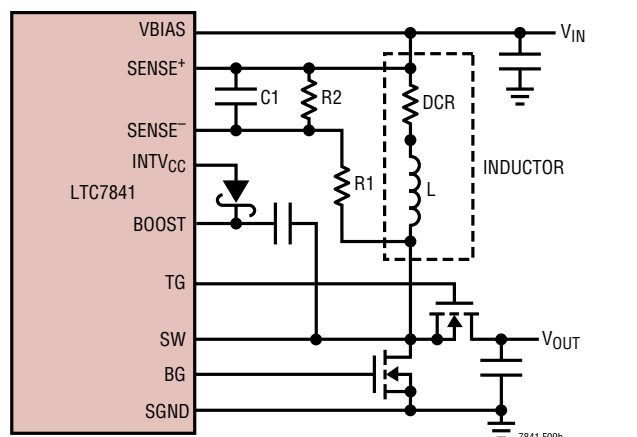 VBIAS
V_IN
SENSE+
C1
R2
DCR
SENSE–
INTV_CC
INDUCTOR
LTC7841
R1
L
BOOST
TG
SW
V_OUT
BG
SGND
7841 F09b